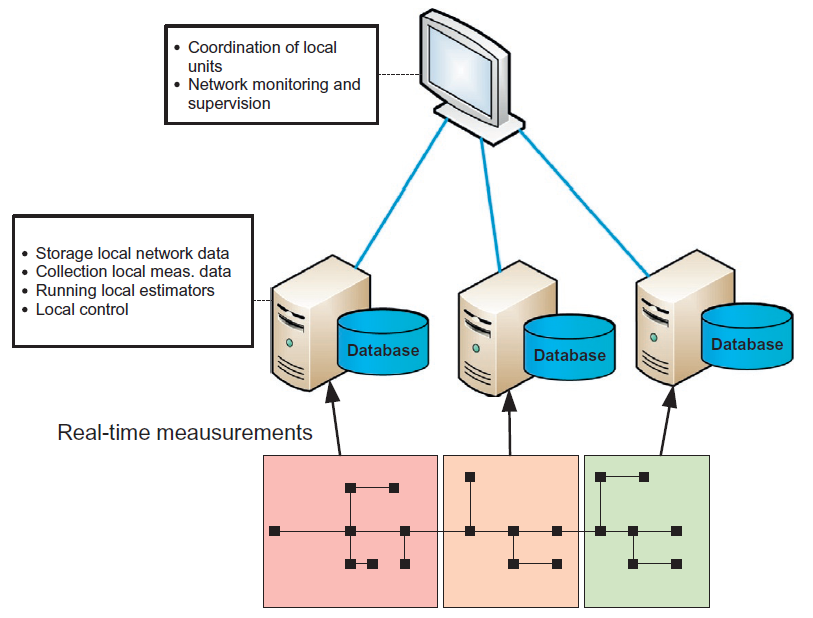 • Coordination of local
units
• Network monitoring and
supervision
• Storage local network data
• Collection local meas. data
• Running local estimators
• Local control
Database
Database
Database
Real-time meausurements